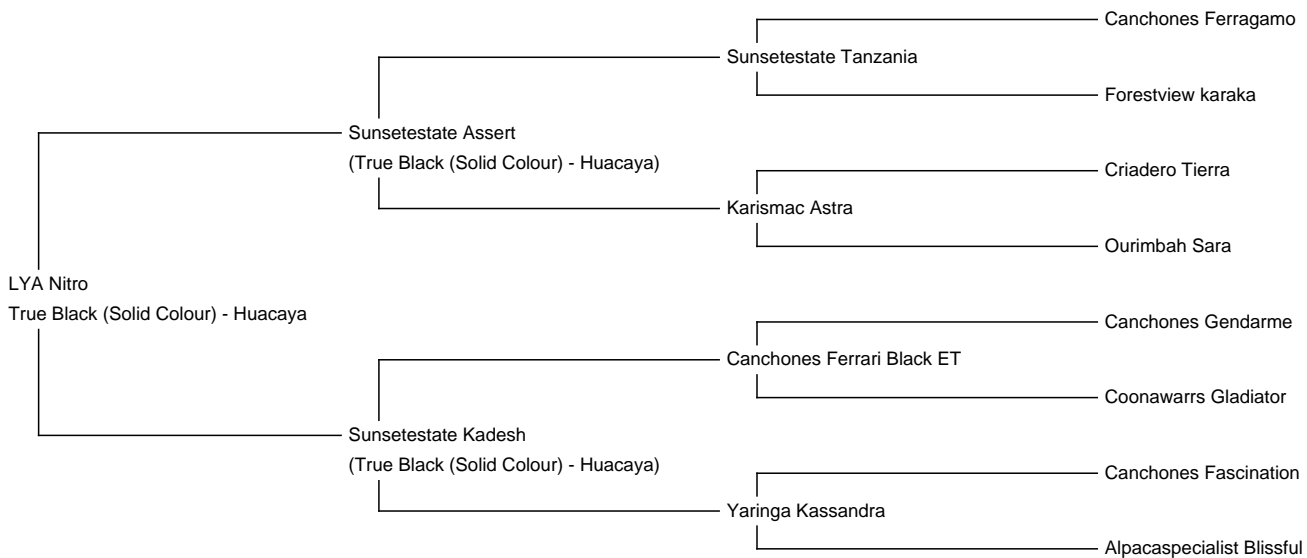 Canchones Ferragamo
Sunsetestate Tanzania
Forestview karaka
Sunsetestate Assert
(True Black (Solid Colour) - Huacaya)
Criadero Tierra
Karismac Astra
Ourimbah Sara
LYA Nitro
True Black (Solid Colour) - Huacaya
Canchones Gendarme
Canchones Ferrari Black ET
Coonawarrs Gladiator
Sunsetestate Kadesh
(True Black (Solid Colour) - Huacaya)
Canchones Fascination
Yaringa Kassandra
Alpacaspecialist Blissful